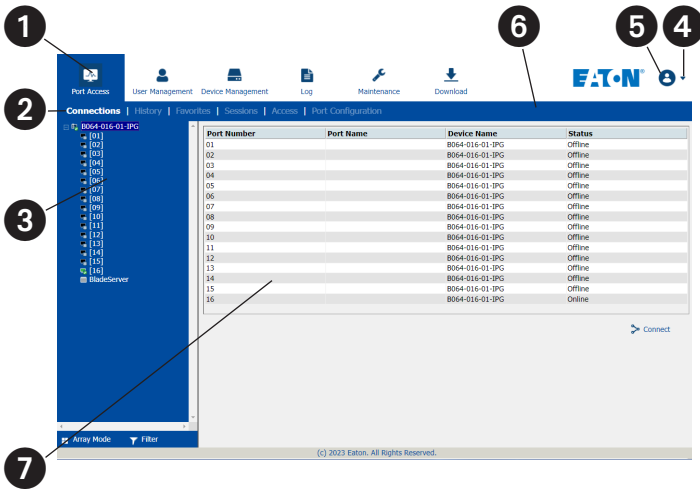 1 6 5 4
EATON
Port Access User Management Device Management Log Maintenance Download
2
Connections | History | Favorites | Sessions | Access | Port Configuration
B064-016-01-IPG
[01]
[02]
[03]
[04]
[05]
[06]
[07]
[08]
[09]
[10]
[11]
[12]
[13]
[14]
[15]
[16]
BladeServer
3
Port Number Port Name Device Name Status
01 B064-016-01-IPG Offline
02 B064-016-01-IPG Offline
03 B064-016-01-IPG Offline
04 B064-016-01-IPG Offline
05 B064-016-01-IPG Offline
06 B064-016-01-IPG Offline
07 B064-016-01-IPG Offline
08 B064-016-01-IPG Offline
09 B064-016-01-IPG Offline
10 B064-016-01-IPG Offline
11 B064-016-01-IPG Offline
12 B064-016-01-IPG Offline
13 B064-016-01-IPG Offline
14 B064-016-01-IPG Offline
15 B064-016-01-IPG Offline
16 B064-016-01-IPG Online
Connect
Array Mode Filter
(c) 2023 Eaton. All Rights Reserved.
7